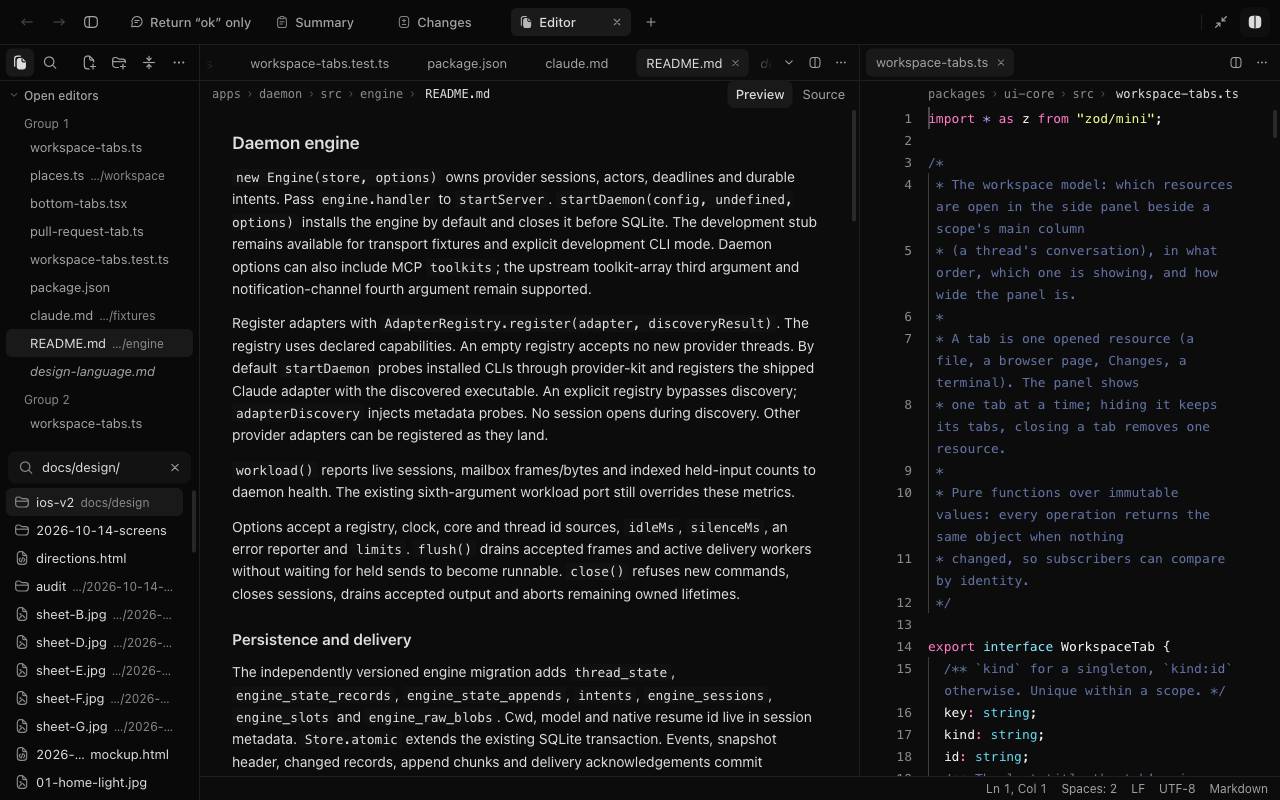 Return “ok” only
Summary
Changes
Editor
workspace-tabs.test.ts
package.json
claude.md
README.md
Open editors
Group 1
workspace-tabs.ts
places.ts .../workspace
bottom-tabs.tsx
pull-request-tab.ts
workspace-tabs.test.ts
package.json
claude.md .../fixtures
README.md .../engine
design-language.md
Group 2
workspace-tabs.ts
docs/design/
ios-v2 docs/design
2026-10-14-screens
directions.html
audit .../2026-10-14-...
sheet-B.jpg .../2026-...
sheet-D.jpg .../2026-...
sheet-E.jpg .../2026-...
sheet-F.jpg .../2026-...
sheet-G.jpg .../2026-...
2026-... mockup.html
01-home-light.jpg
apps > daemon > src > engine > README.md
Preview
Source
Daemon engine
new Engine(store, options) owns provider sessions, actors, deadlines and durable
intents. Pass engine.handler to startServer. startDaemon(config, undefined,
options) installs the engine by default and closes it before SQLite. The development stub
remains available for transport fixtures and explicit development CLI mode. Daemon
options can also include MCP toolkits; the upstream toolkit-array third argument and
notification-channel fourth argument remain supported.
Register adapters with AdapterRegistry.register(adapter, discoveryResult). The
registry uses declared capabilities. An empty registry accepts no new provider threads. By
default startDaemon probes installed CLIs through provider-kit and registers the shipped
Claude adapter with the discovered executable. An explicit registry bypasses discovery;
adapterDiscovery injects metadata probes. No session opens during discovery. Other
provider adapters can be registered as they land.
workload() reports live sessions, mailbox frames/bytes and indexed held-input counts to
daemon health. The existing sixth-argument workload port still overrides these metrics.
Options accept a registry, clock, core and thread id sources, idleMs, silenceMs, an
error reporter and limits. flush() drains accepted frames and active delivery workers
without waiting for held sends to become runnable. close() refuses new commands,
closes sessions, drains accepted output and aborts remaining owned lifetimes.
Persistence and delivery
The independently versioned engine migration adds thread_state,
engine_state_records, engine_state_appends, intents, engine_sessions,
engine_slots and engine_raw_blobs. Cwd, model and native resume id live in session
metadata. Store.atomic extends the existing SQLite transaction. Events, snapshot
header, changed records, append chunks and delivery acknowledgements commit
workspace-tabs.ts
packages > ui-core > src > workspace-tabs.ts
1 import * as z from "zod/mini";
2
3 /*
4 * The workspace model: which resources
are open in the side panel beside a
scope's main column
5 * (a thread's conversation), in what
order, which one is showing, and how
wide the panel is.
6 *
7 * A tab is one opened resource (a
file, a browser page, Changes, a
terminal). The panel shows
8 * one tab at a time; hiding it keeps
its tabs, closing a tab removes one
resource.
9 *
10 * Pure functions over immutable
values: every operation returns the
same object when nothing
11 * changed, so subscribers can compare
by identity.
12 */
13
14 export interface WorkspaceTab {
15 /** `kind` for a singleton, `kind:id`
otherwise. Unique within a scope. */
16 key: string;
17 kind: string;
18 id: string;
Ln 1, Col 1
Spaces: 2
LF
UTF-8
Markdown